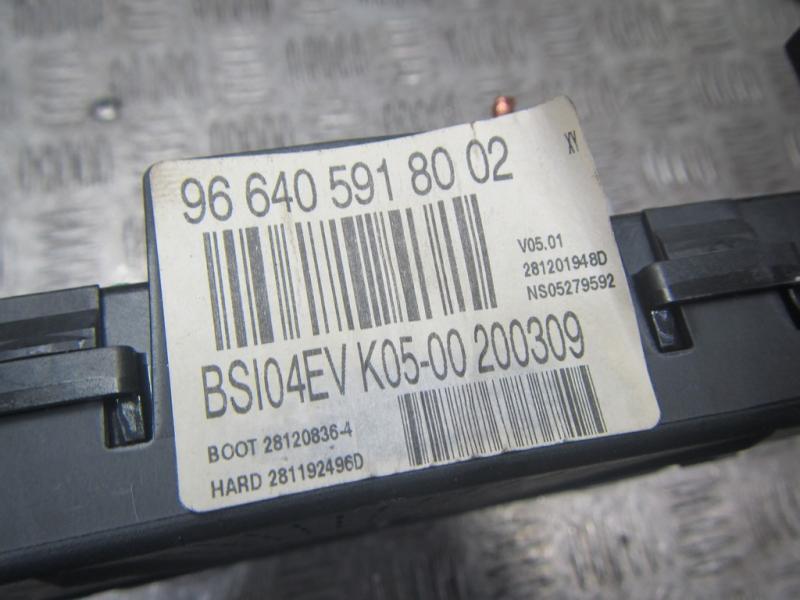 96 640 591 80 02
XY
V05.01
281201948D
NS05279592
BSI04EV K05-00 200309
BOOT 28120836-4
HARD 281192496D